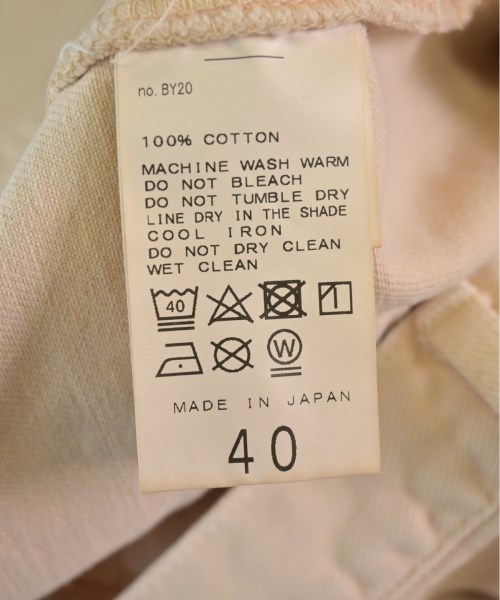 no. BY20
100% COTTON
MACHINE WASH WARM
DO NOT BLEACH
DO NOT TUMBLE DRY
LINE DRY IN THE SHADE
COOL IRON
DO NOT DRY CLEAN
WET CLEAN
40
W
MADE IN JAPAN
40